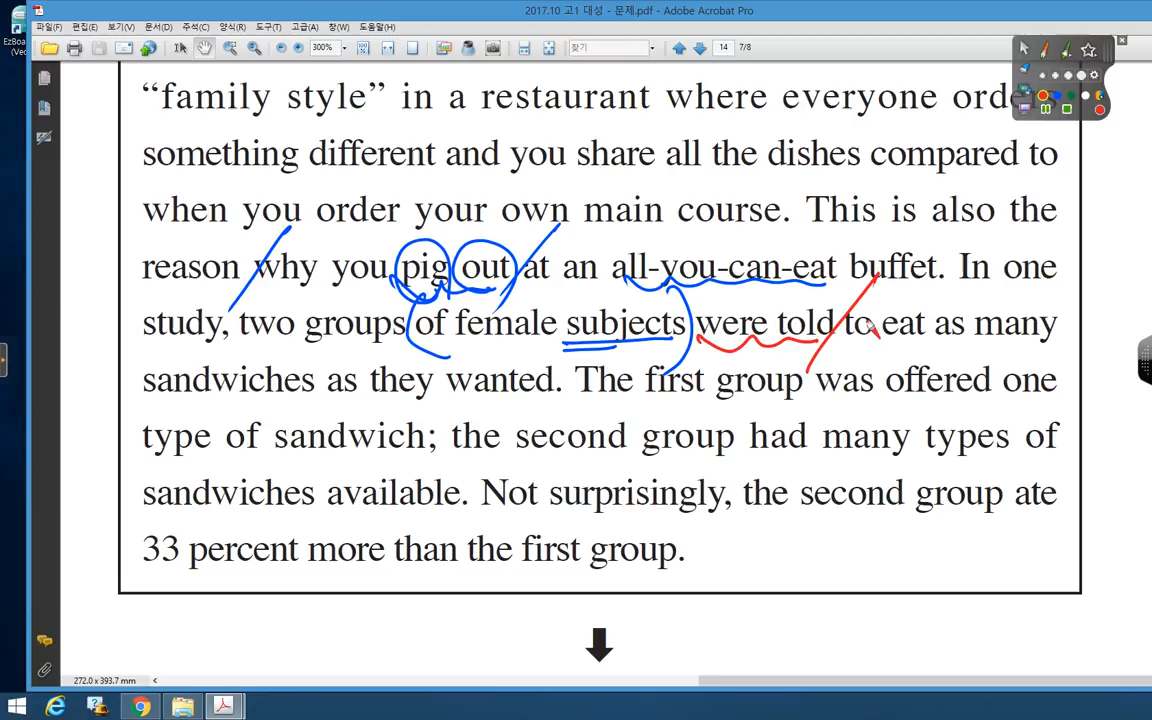 2017.10 고1 대성 - 문제.pdf - Adobe Acrobat Pro
파일(F) 편집(E) 보기(V) 문서(D) 주석(C) 양식(R) 도구(T) 고급(A) 창(W) 도움말(H)
300% 찾기 14 7/8
EzBoa
(Vec
“family style” in a restaurant where everyone orders
something different and you share all the dishes compared to
when you order your own main course. This is also the
reason why you pig out at an all-you-can-eat buffet. In one
study, two groups of female subjects were told to eat as many
sandwiches as they wanted. The first group was offered one
type of sandwich; the second group had many types of
sandwiches available. Not surprisingly, the second group ate
33 percent more than the first group.
272.0 x 393.7 mm